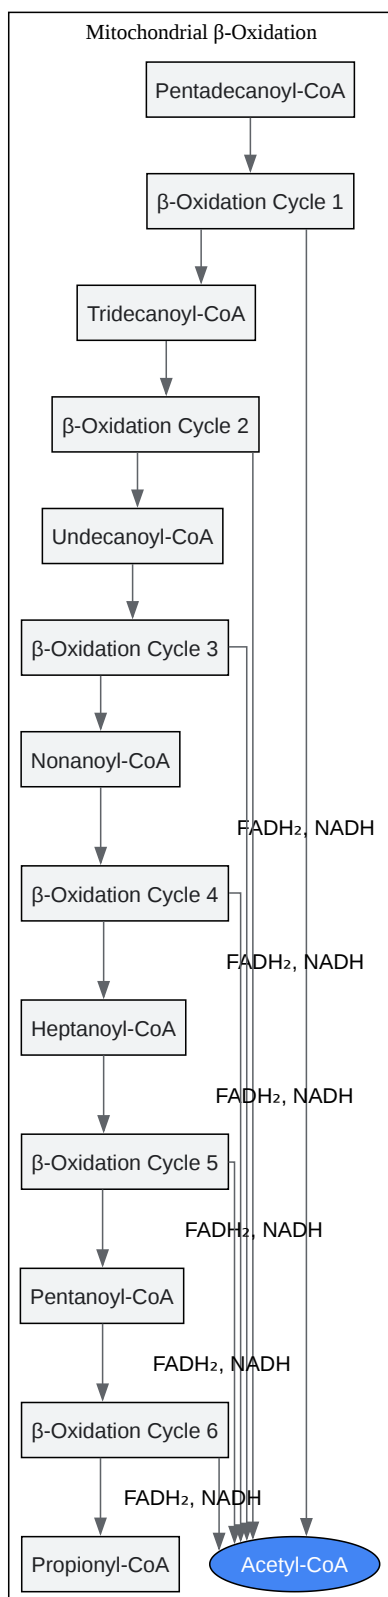 Mitochondrial β-Oxidation
Pentadecanoyl-CoA
β-Oxidation Cycle 1
Tridecanoyl-CoA
β-Oxidation Cycle 2
Undecanoyl-CoA
β-Oxidation Cycle 3
Nonanoyl-CoA
FADH₂, NADH
β-Oxidation Cycle 4
FADH₂, NADH
Heptanoyl-CoA
FADH₂, NADH
β-Oxidation Cycle 5
FADH₂, NADH
Pentanoyl-CoA
FADH₂, NADH
β-Oxidation Cycle 6
FADH₂, NADH
Propionyl-CoA
Acetyl-CoA